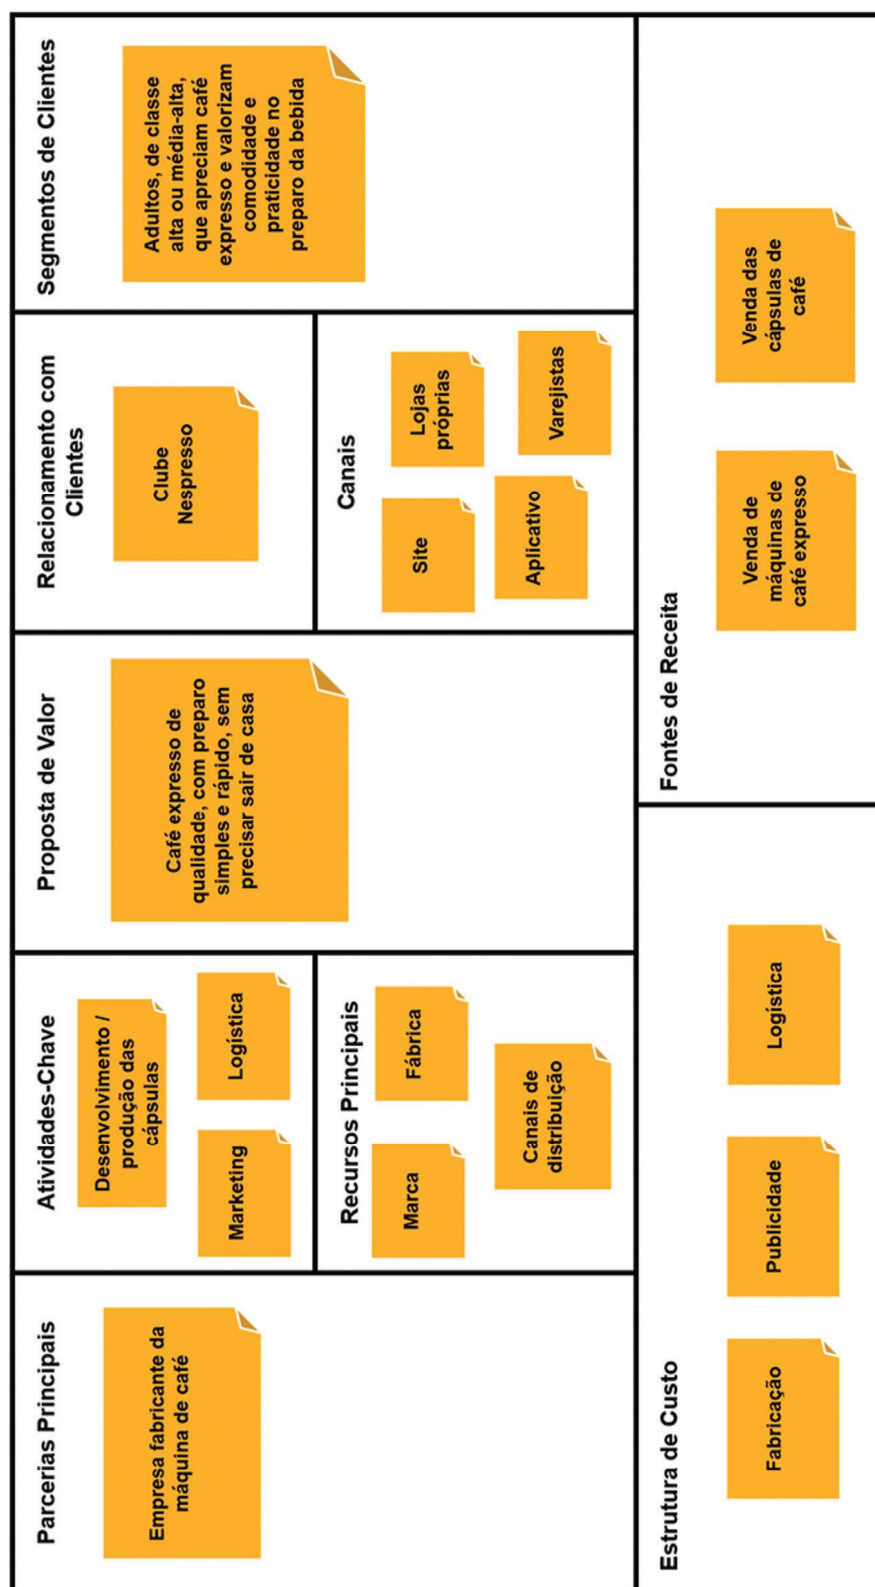 Parcerias Principais
Empresa fabricante da
máquina de café
Atividades-Chave
Desenvolvimento /
produção das
cápsulas
Marketing
Logística
Recursos Principais
Marca
Fábrica
Canais de
distribuição
Proposta de Valor
Café expresso de
qualidade, com preparo
simples e rápido, sem
precisar sair de casa
Relacionamento com
Clientes
Clube
Nespresso
Canais
Site
Lojas
próprias
Aplicativo
Varejistas
Segmentos de Clientes
Adultos, de classe
alta ou média-alta,
que apreciam café
expresso e valorizam
comodidade e
praticidade no
preparo da bebida
Estrutura de Custo
Fabricação
Publicidade
Logística
Fontes de Receita
Venda de
máquinas de
café expresso
Venda das
cápsulas de
café